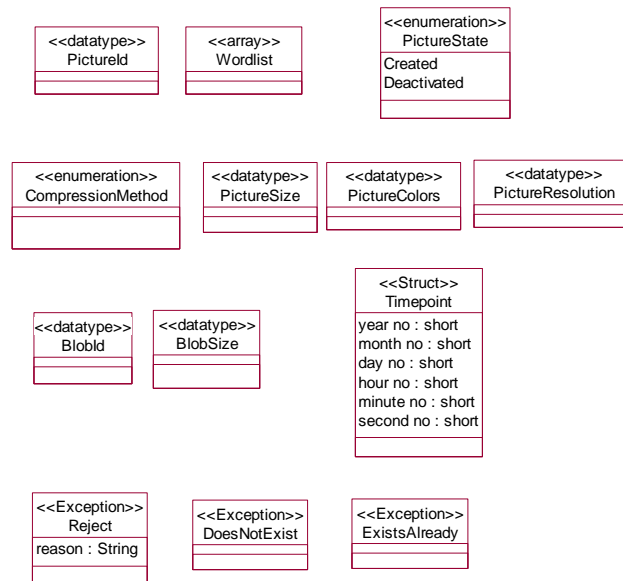 <<datatype>>
PictureId
<<array>>
Wordlist
<<enumeration>>
PictureState
Created
Deactivated
<<enumeration>>
CompressionMethod
<<datatype>>
PictureSize
<<datatype>>
PictureColors
<<datatype>>
PictureResolution
<<datatype>>
BlobId
<<datatype>>
BlobSize
<<Struct>>
Timepoint
year no : short
month no : short
day no : short
hour no : short
minute no : short
second no : short
<<Exception>>
Reject
reason : String
<<Exception>>
DoesNotExist
<<Exception>>
ExistsAlready